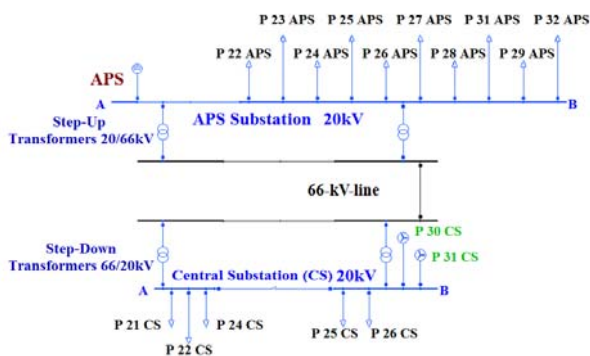 P 23 APS P 25 APS P 27 APS P 31 APS P 32 APS
P 22 APS P 24 APS P 26 APS P 28 APS P 29 APS
APS
A B
Step-Up
Transformers 20/66kV
APS Substation 20kV
66-kV-line
P 30 CS
P 31 CS
Step-Down
Transformers 66/20kV
Central Substation (CS) 20kV
A B
P 21 CS P 24 CS
P 22 CS
P 25 CS P 26 CS